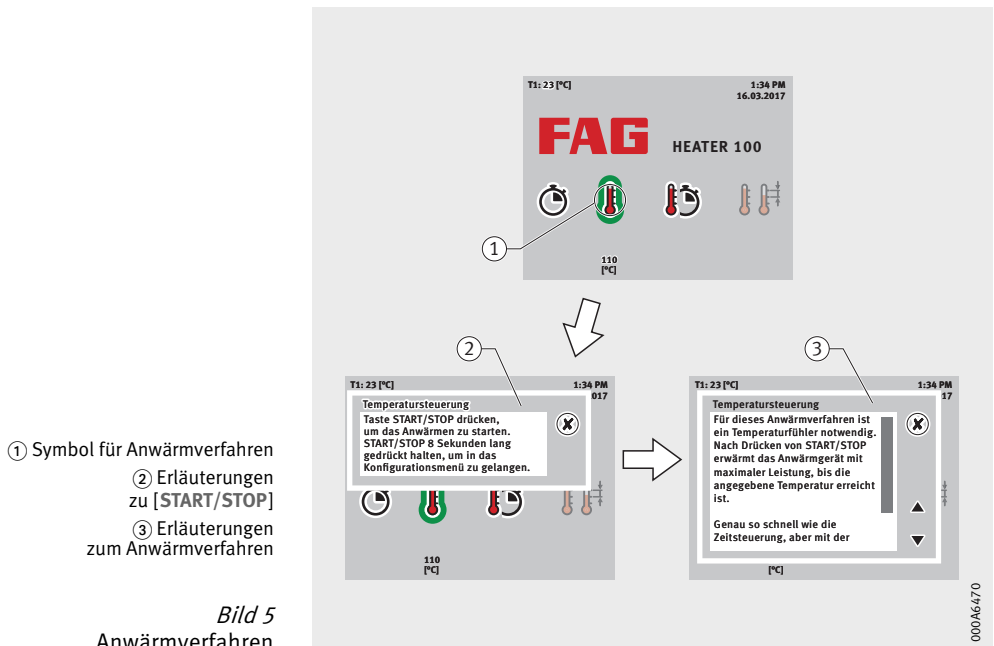 T1: 23 [°C]
1:34 PM
16.03.2017
FAG
HEATER 100
1
110
[°C]
2
T1: 23 [°C]
1:34 PM
017
Temperatursteuerung
Taste START/STOP drücken,
um das Anwärmen zu starten.
START/STOP 8 Sekunden lang
gedrückt halten, um in das
Konfigurationsmenü zu gelangen.
110
[°C]
3
T1: 23 [°C]
1:34 PM
17
Temperatursteuerung
Für dieses Anwärmverfahren ist
ein Temperaturfühler notwendig.
Nach Drücken von START/STOP
erwärmt das Anwärmgerät mit
maximaler Leistung, bis die
angegebene Temperatur erreicht
ist.
Genau so schnell wie die
Zeitsteuerung, aber mit der
[°C]
① Symbol für Anwärmverfahren
② Erläuterungen
zu [START/STOP]
③ Erläuterungen
zum Anwärmverfahren
Bild 5
Anwärmverfahren
000A6470